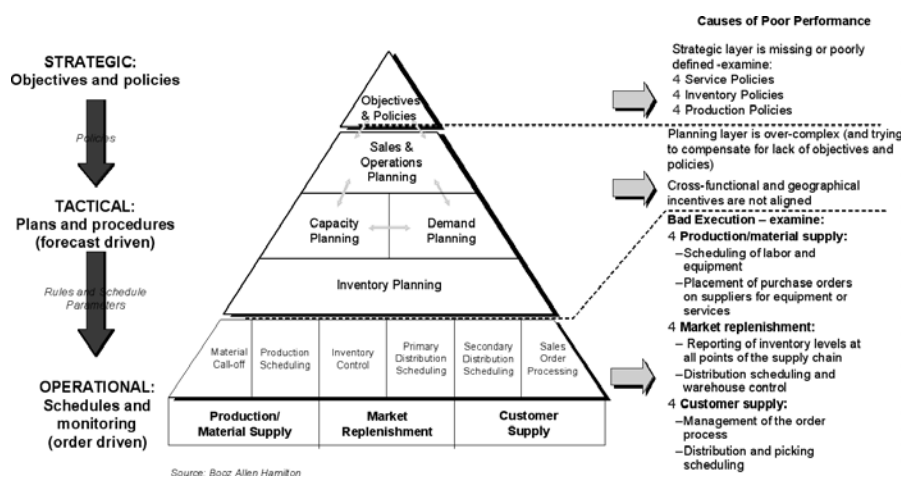 STRATEGIC:
Objectives and policies
Policies
TACTICAL:
Plans and procedures
(forecast driven)
Rules and Schedule
Parameters
OPERATIONAL:
Schedules and
monitoring
(order driven)
Objectives
& Policies
Sales &
Operations
Planning
Capacity
Planning
Demand
Planning
Inventory Planning
Material
Call-off
Production
Scheduling
Inventory
Control
Primary
Distribution
Scheduling
Secondary
Distribution
Scheduling
Sales
Order
Processing
Production/
Material Supply
Market
Replenishment
Customer
Supply
Causes of Poor Performance
Strategic layer is missing or poorly
defined -examine:
4 Service Policies
4 Inventory Policies
4 Production Policies
Planning layer is over-complex (and trying
to compensate for lack of objectives and
policies)
Cross-functional and geographical
incentives are not aligned
Bad Execution – examine:
4 Production/material supply:
–Scheduling of labor and
equipment
–Placement of purchase orders
on suppliers for equipment or
services
4 Market replenishment:
– Reporting of inventory levels at
all points of the supply chain
–Distribution scheduling and
warehouse control
4 Customer supply:
–Management of the order
process
–Distribution and picking
scheduling
Source: Booz Allen Hamilton